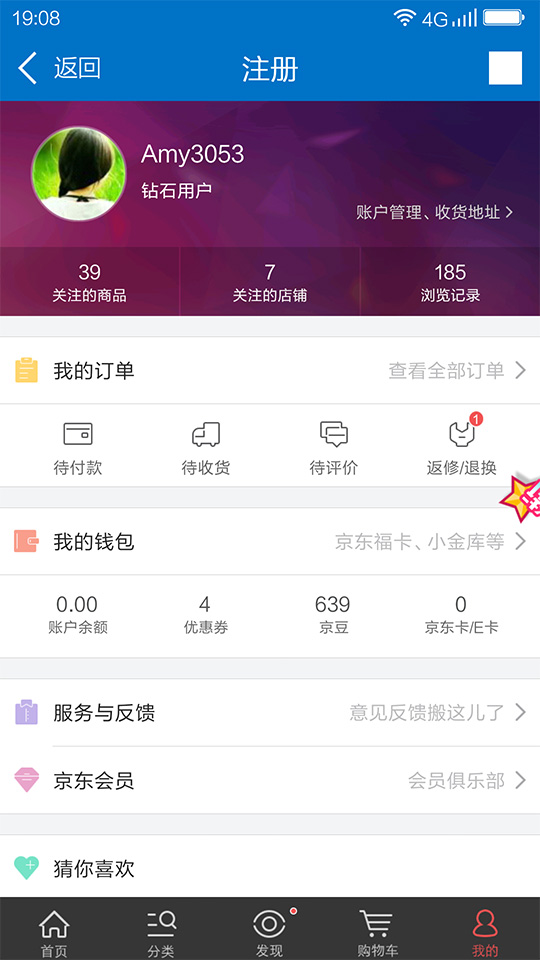 19:08 4G
返回 注册
Amy3053
钻石用户
账户管理、收货地址
39 7 185
关注的商品 关注的店铺 浏览记录
我的订单 查看全部订单
1
待付款 待收货 待评价 返修/退换
我的钱包 京东福卡、小金库等
0.00 4 639 0
账户余额 优惠券 京豆 京东卡/E卡
服务与反馈 意见反馈搬这儿了
京东会员 会员俱乐部
猜你喜欢
首页 分类 发现 购物车 我的